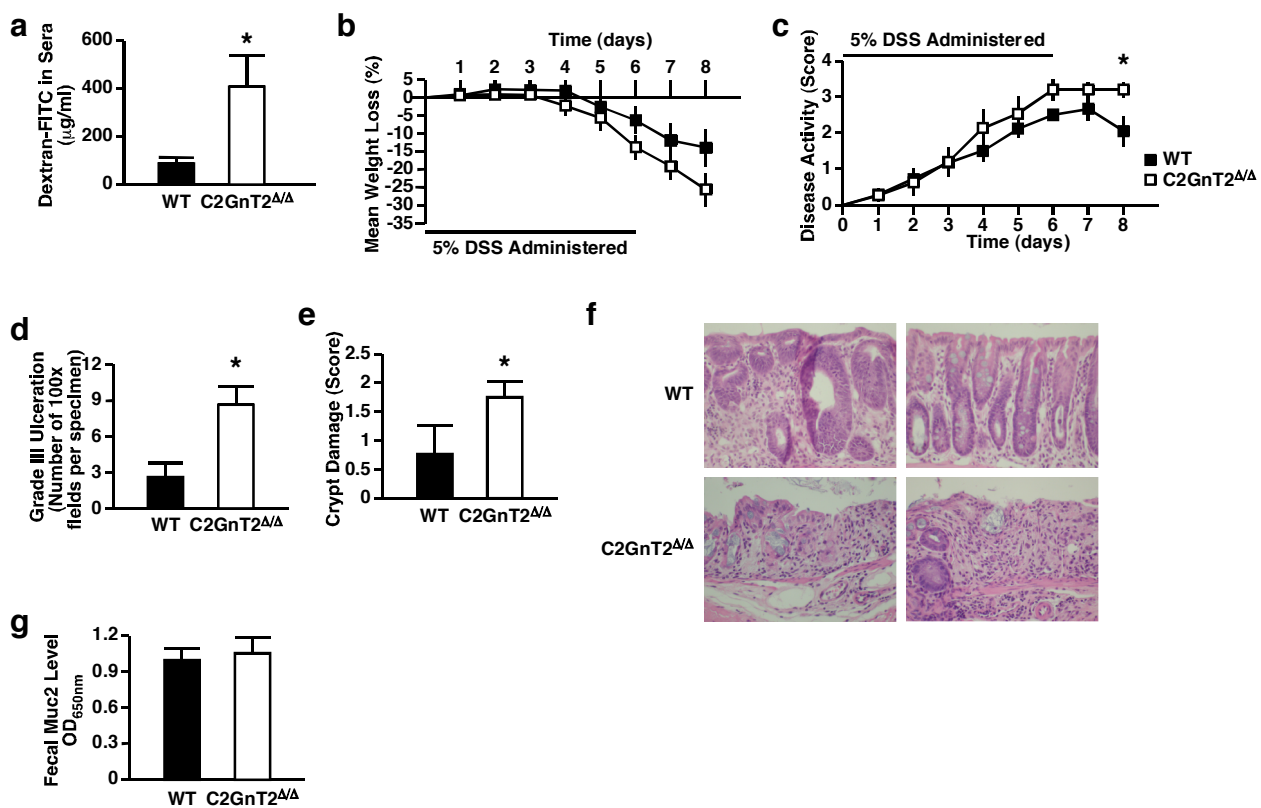 a
Dextran-FITC in Sera
(μg/ml)
600
400
200
0
*
WT
C2GnT2Δ/Δ
b
Time (days)
1 2 3 4 5 6 7 8
Mean Weight Loss (%)
5
0
-5
-10
-15
-20
-25
-30
-35
5% DSS Administered
c
5% DSS Administered
*
Disease Activity (Score)
4
3
2
1
0
0 1 2 3 4 5 6 7 8
Time (days)
WT
C2GnT2Δ/Δ
d
Grade III Ulceration
(Number of 100x
fields per specimen)
12
9
6
3
0
*
WT
C2GnT2Δ/Δ
e
Crypt Damage (Score)
2.5
2
1.5
1
0.5
0
*
WT
C2GnT2Δ/Δ
f
WT
C2GnT2Δ/Δ
g
Fecal Muc2 Level
OD650nm
1.2
0.9
0.6
0.3
0
WT
C2GnT2Δ/Δ